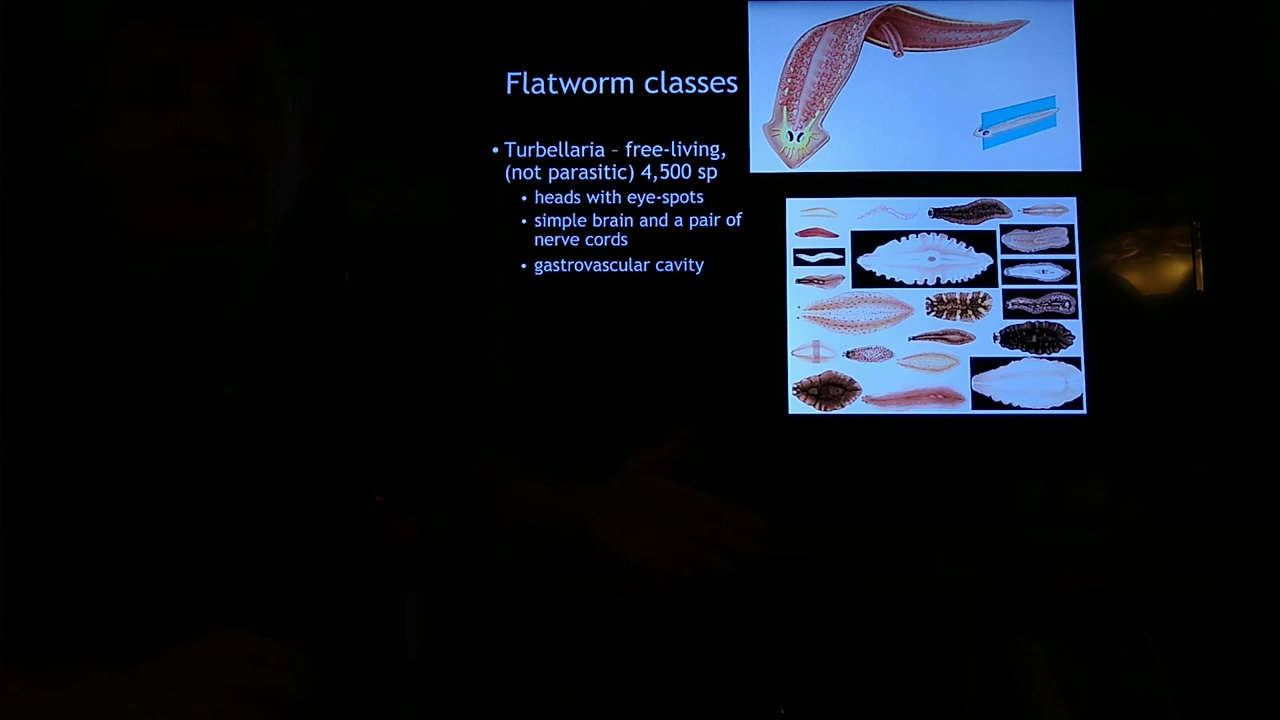 Flatworm classes
• Turbellaria – free-living,
(not parasitic) 4,500 sp
• heads with eye-spots
• simple brain and a pair of
nerve cords
• gastrovascular cavity